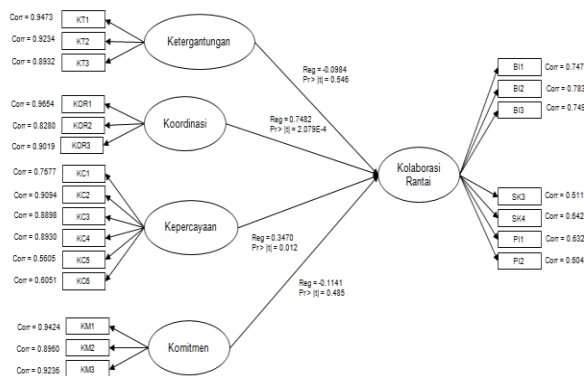 Corr = 0.9473
KT1
Corr = 0.9234
KT2
Corr = 0.8932
KT3
Ketergantungan
Corr = 0.9654
KOR1
Corr = 0.8280
KOR2
Corr = 0.9019
KOR3
Koordinasi
Corr = 0.7677
KC1
Corr = 0.9094
KC2
Corr = 0.8898
KC3
Corr = 0.8930
KC4
Corr = 0.5605
KC5
Corr = 0.6051
KC6
Kepercayaan
Corr = 0.9424
KM1
Corr = 0.8960
KM2
Corr = 0.9236
KM3
Komitmen
Reg = -0.0984
Pr> |t| = 0.546
Reg = 0.7482
Pr> |t| = 2.079E-4
Reg = 0.3470
Pr> |t| = 0.012
Reg = -0.1141
Pr> |t| = 0.485
Kolaborasi
Rantai
BI1
Corr = 0.747
BI2
Corr = 0.783
BI3
Corr = 0.749
SK3
Corr = 0.611
SK4
Corr = 0.642
PI1
Corr = 0.632
PI2
Corr = 0.604